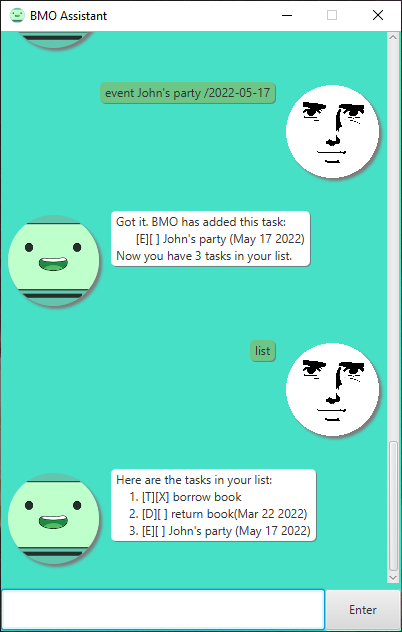 BMO Assistant
event John's party /2022-05-17
Got it. BMO has added this task:
[E][ ] John's party (May 17 2022)
Now you have 3 tasks in your list.
list
Here are the tasks in your list:
1. [T][X] borrow book
2. [D][ ] return book(Mar 22 2022)
3. [E][ ] John's party (May 17 2022)
Enter